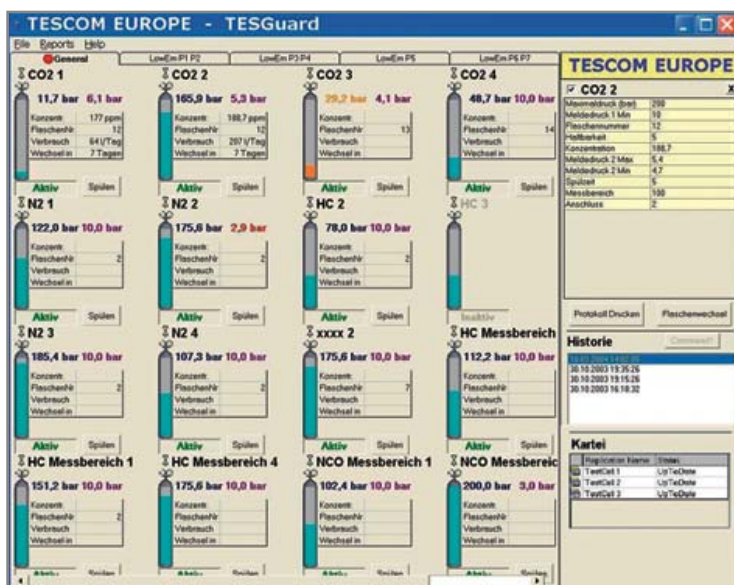 TESCOM EUROPE - TESGuard
File Reports Help
General LowEm P1 P2 LowEm P3 P4 LowEm P5 LowEm P6 P7
CO2 1 CO2 2 CO2 3 CO2 4
11,7 bar 6,1 bar 165,9 bar 5,3 bar 29,2 bar 4,1 bar 48,7 bar 10,0 bar
Konzentr. 177 ppm Konzentr. 188,7 ppm Konzentr. Konzentr.
FlaschenNr 12 FlaschenNr 12 FlaschenNr 13 FlaschenNr 14
Verbrauch 64 l/Tag Verbrauch 207 l/Tag Verbrauch Verbrauch
Wechsel in 7 Tagen Wechsel in 7 Tagen Wechsel in Wechsel in
Aktiv Spülen Aktiv Spülen Aktiv Spülen Aktiv Spülen
N2 1 N2 2 HC 2 HC 3
122,0 bar 10,0 bar 175,6 bar 2,9 bar 78,0 bar 10,0 bar
Konzentr. Konzentr. Konzentr.
FlaschenNr 2 FlaschenNr 2 FlaschenNr 2
Verbrauch Verbrauch Verbrauch
Wechsel in Wechsel in Wechsel in
Aktiv Spülen Aktiv Spülen Aktiv Spülen Inaktiv
N2 3 N2 4 xxxx 2 HC Messbereich
185,4 bar 10,0 bar 107,3 bar 10,0 bar 175,6 bar 10,0 bar 112,2 bar 10,0 bar
Konzentr. Konzentr. Konzentr. Konzentr.
FlaschenNr 2 FlaschenNr 2 FlaschenNr 7 FlaschenNr
Verbrauch Verbrauch Verbrauch Verbrauch
Wechsel in Wechsel in Wechsel in Wechsel in
Aktiv Spülen Aktiv Spülen Aktiv Spülen Aktiv Spülen
HC Messbereich 1 HC Messbereich 4 NCO Messbereich 1 NCO Messbereic
151,2 bar 10,0 bar 175,6 bar 10,0 bar 102,4 bar 10,0 bar 200,0 bar 3,0 bar
Konzentr. Konzentr. Konzentr. Konzentr.
FlaschenNr 2 FlaschenNr FlaschenNr FlaschenNr
Verbrauch Verbrauch Verbrauch Verbrauch
Wechsel in Wechsel in Wechsel in Wechsel in
Aktiv Spülen Aktiv Spülen Aktiv Spülen Aktiv Spülen
TESCOM EUROPE
CO2 2 X
Maximaldruck (bar) 200
Meldedruck 1 Min 10
Flaschennummer 12
Haltbarkeit 5
Konzentration 188,7
Meldedruck 2 Max 5,4
Meldedruck 2 Min 4,7
Spülzeit 5
Messbereich 100
Anschluss 2
Protokoll Drucken Flaschenwechsel
Historie
30.10.2003 19:35:26
30.10.2003 19:15:26
30.10.2003 16:18:32
Kartei
Replication Name Status
TestCell 1 UpToDate
TestCell 2 UpToDate
TestCell 3 UpToDate